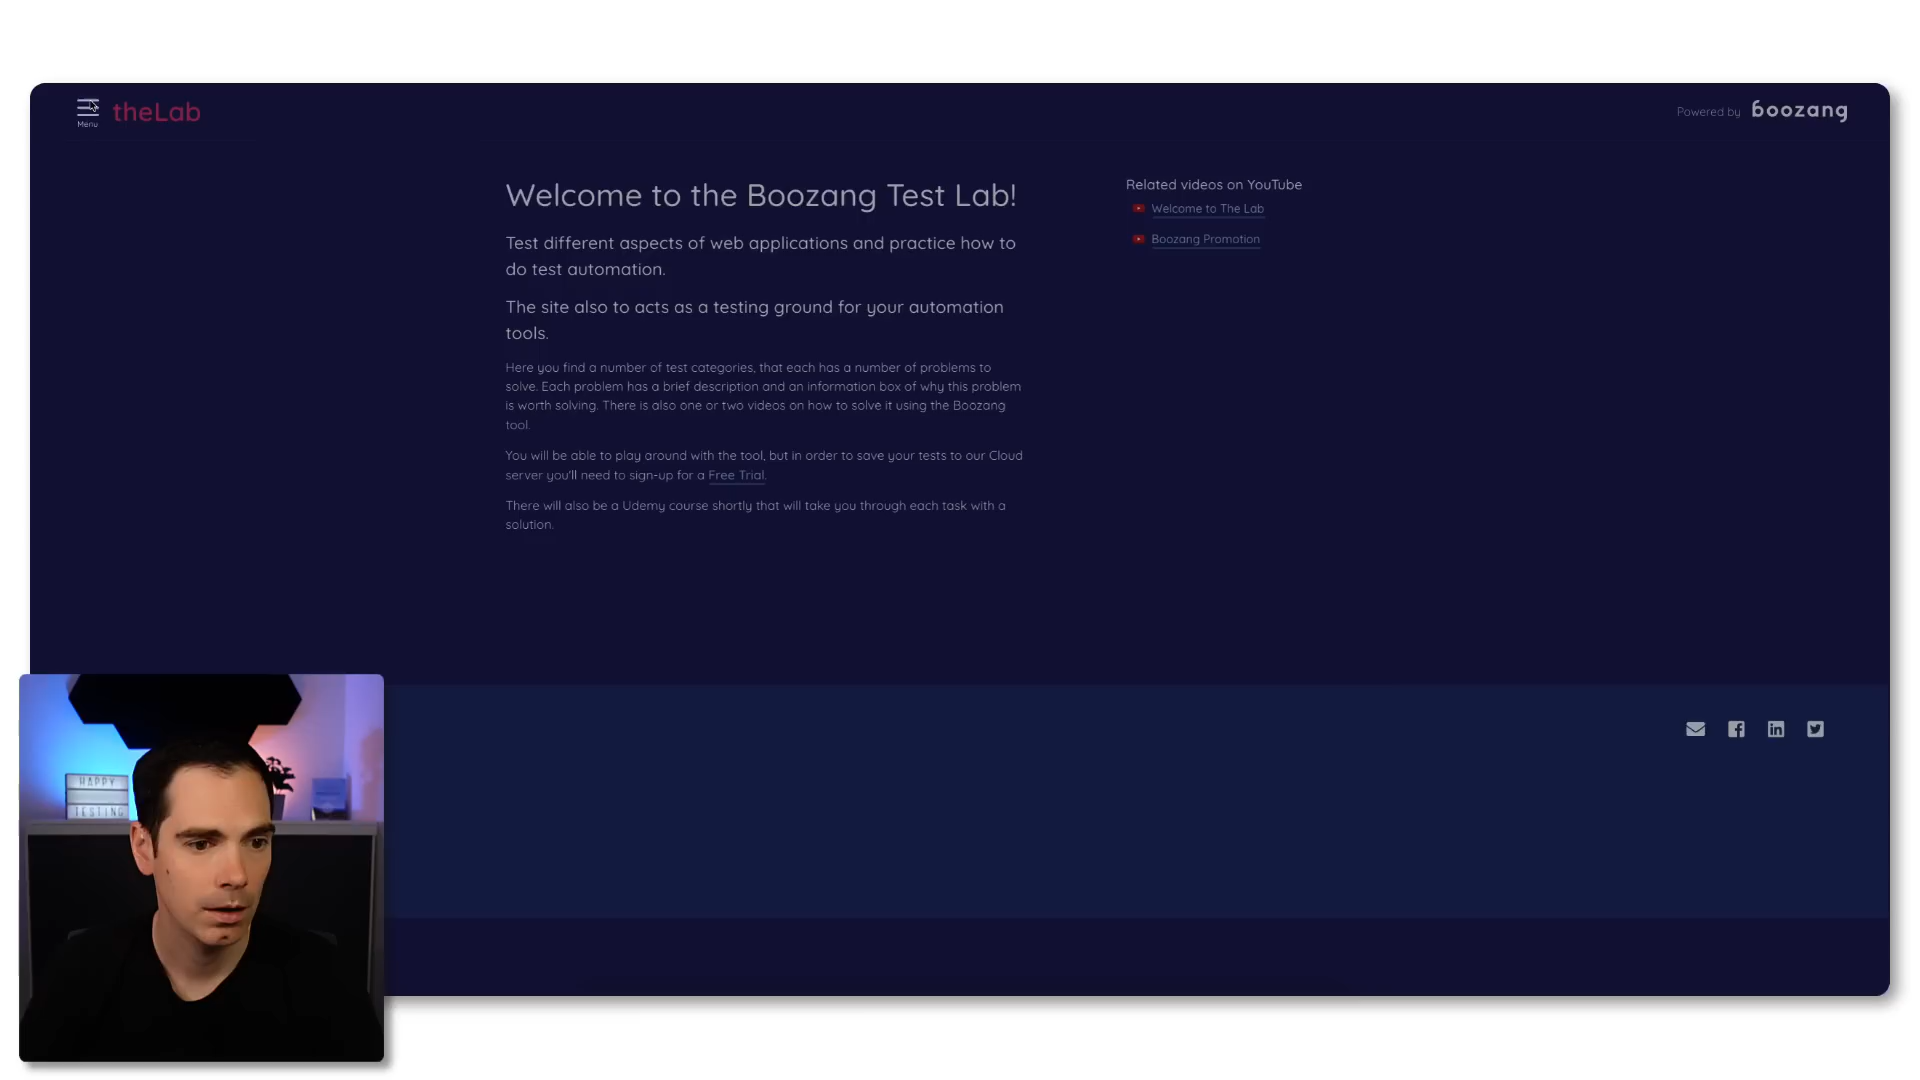 Menu
theLab
Powered by boozang
Welcome to the Boozang Test Lab!
Test different aspects of web applications and practice how to
do test automation.
The site also to acts as a testing ground for your automation
tools.
Here you find a number of test categories, that each has a number of problems to
solve. Each problem has a brief description and an information box of why this problem
is worth solving. There is also one or two videos on how to solve it using the Boozang
tool.
You will be able to play around with the tool, but in order to save your tests to our Cloud
server you'll need to sign-up for a Free Trial.
There will also be a Udemy course shortly that will take you through each task with a
solution.
Related videos on YouTube
Welcome to The Lab
Boozang Promotion
HAPPY
TESTING